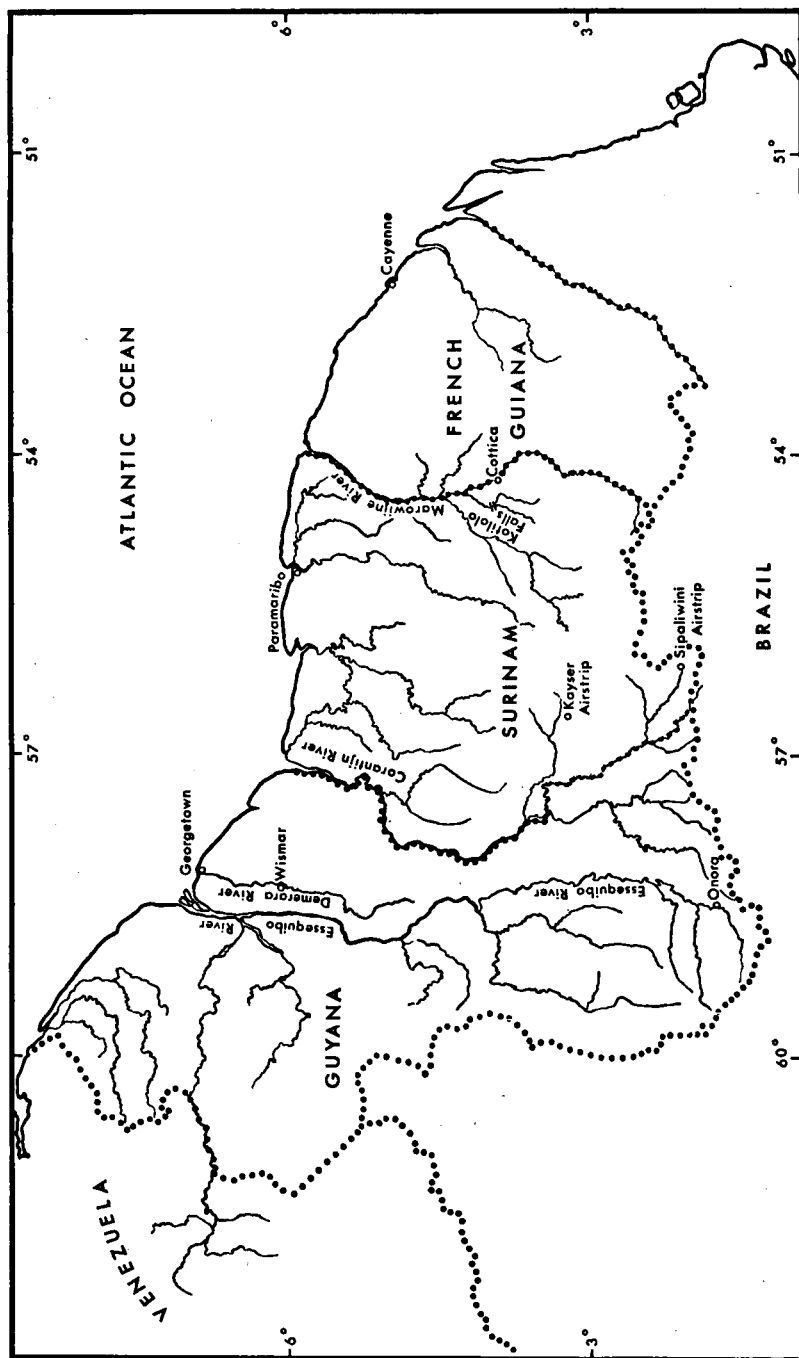 60°
57°
54°
51°
6°
3°
6°
3°
60°
57°
54°
51°
ATLANTIC OCEAN
VENEZUELA
GUYANA
SURINAM
FRENCH
GUIANA
BRAZIL
Georgetown
Wismar
Demerara River
Essequibo
River
Essequibo River
Onora
Corantijn River
Paramaribo
Kayser
Airstrip
Sipaliwini
Airstrip
Marowijne River
Kofilolo
Falls
Cottica
Cayenne